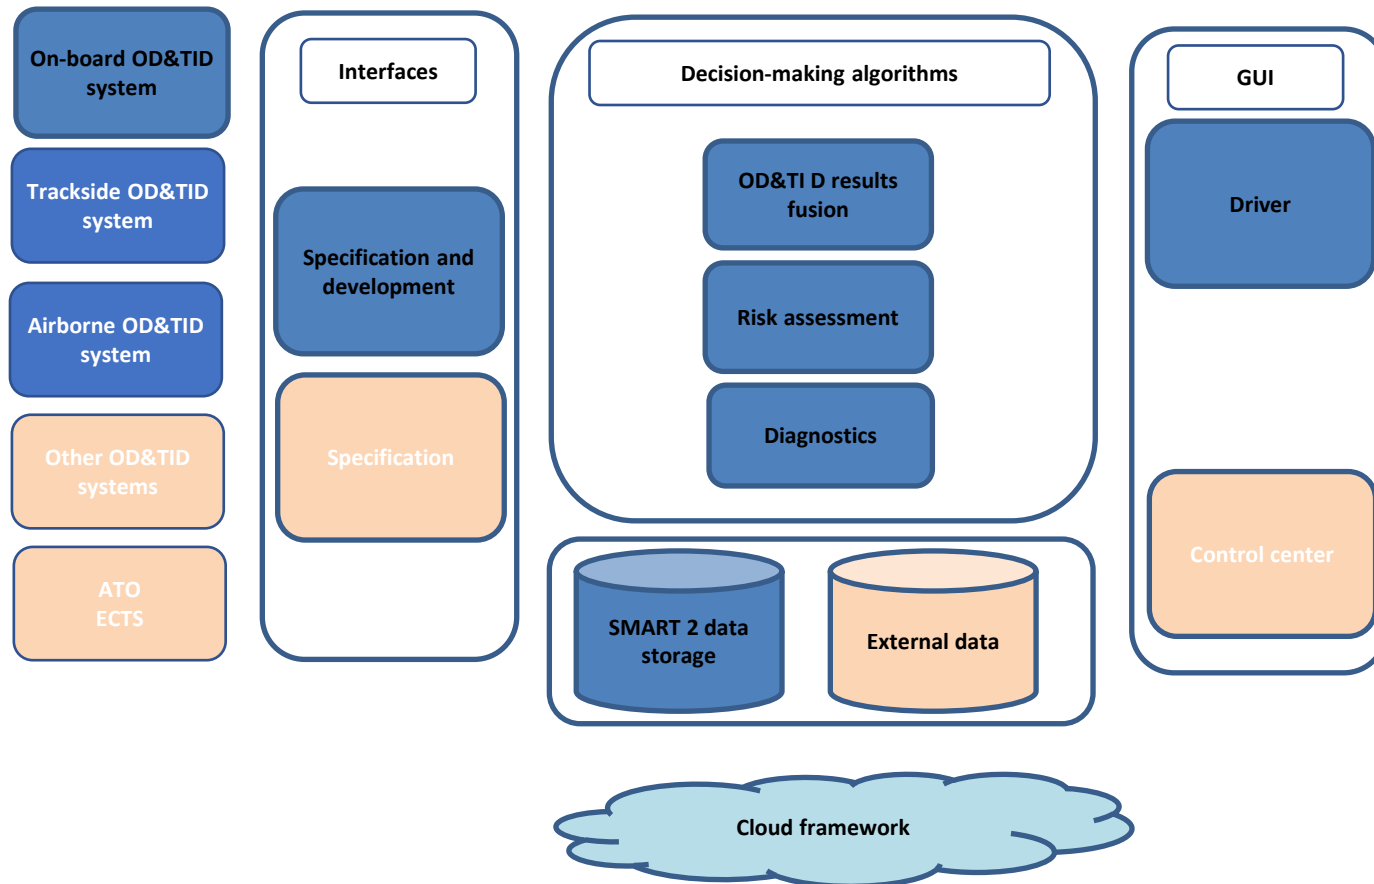 On-board OD&TID
system
Trackside OD&TID
system
Airborne OD&TID
system
Other OD&TID
systems
ATO
ECTS
Interfaces
Specification and
development
Specification
Decision-making algorithms
OD&TI D results
fusion
Risk assessment
Diagnostics
SMART 2 data
storage
External data
Cloud framework
GUI
Driver
Control center